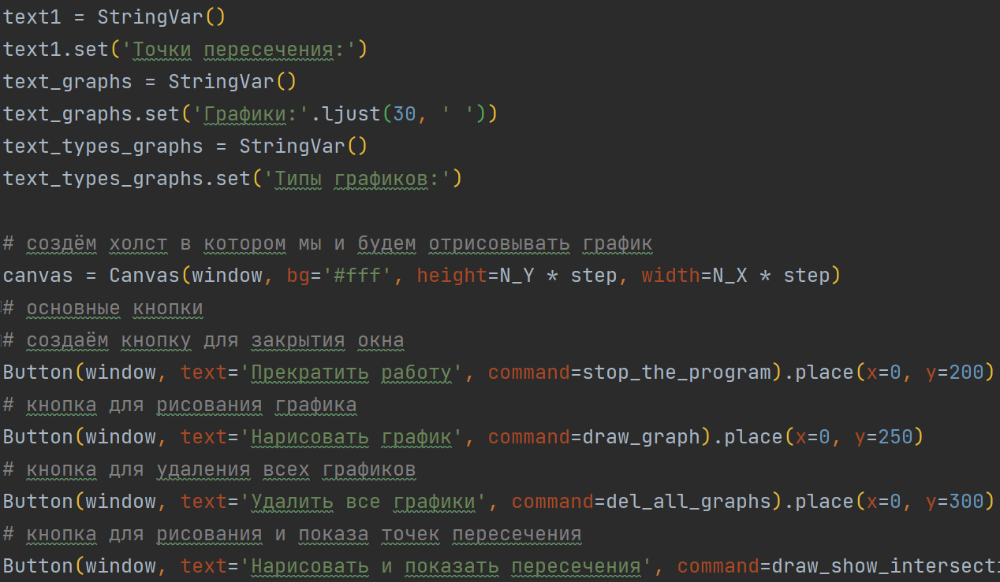 text1 = StringVar()
text1.set('Точки пересечения:')
text_graphs = StringVar()
text_graphs.set('Графики:'.ljust(30, ' '))
text_types_graphs = StringVar()
text_types_graphs.set('Типы графиков:')
# создём холст в котором мы и будем отрисовывать график
canvas = Canvas(window, bg='#fff', height=N_Y * step, width=N_X * step)
# основные кнопки
# создаём кнопку для закрытия окна
Button(window, text='Прекратить работу', command=stop_the_program).place(x=0, y=200)
# кнопка для рисования графика
Button(window, text='Нарисовать график', command=draw_graph).place(x=0, y=250)
# кнопка для удаления всех графиков
Button(window, text='Удалить все графики', command=del_all_graphs).place(x=0, y=300)
# кнопка для рисования и показа точек пересечения
Button(window, text='Нарисовать и показать пересечения', command=draw_show_intersecti